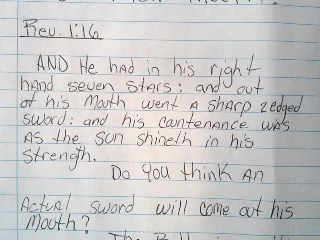 Rev. 1:16
AND He had in his right
hand seven stars: and out
of his mouth went a sharp 2edged
sword: and his countenance was
as the sun shineth in his
strength.
Do you think an
Actual sword will come out his
mouth?